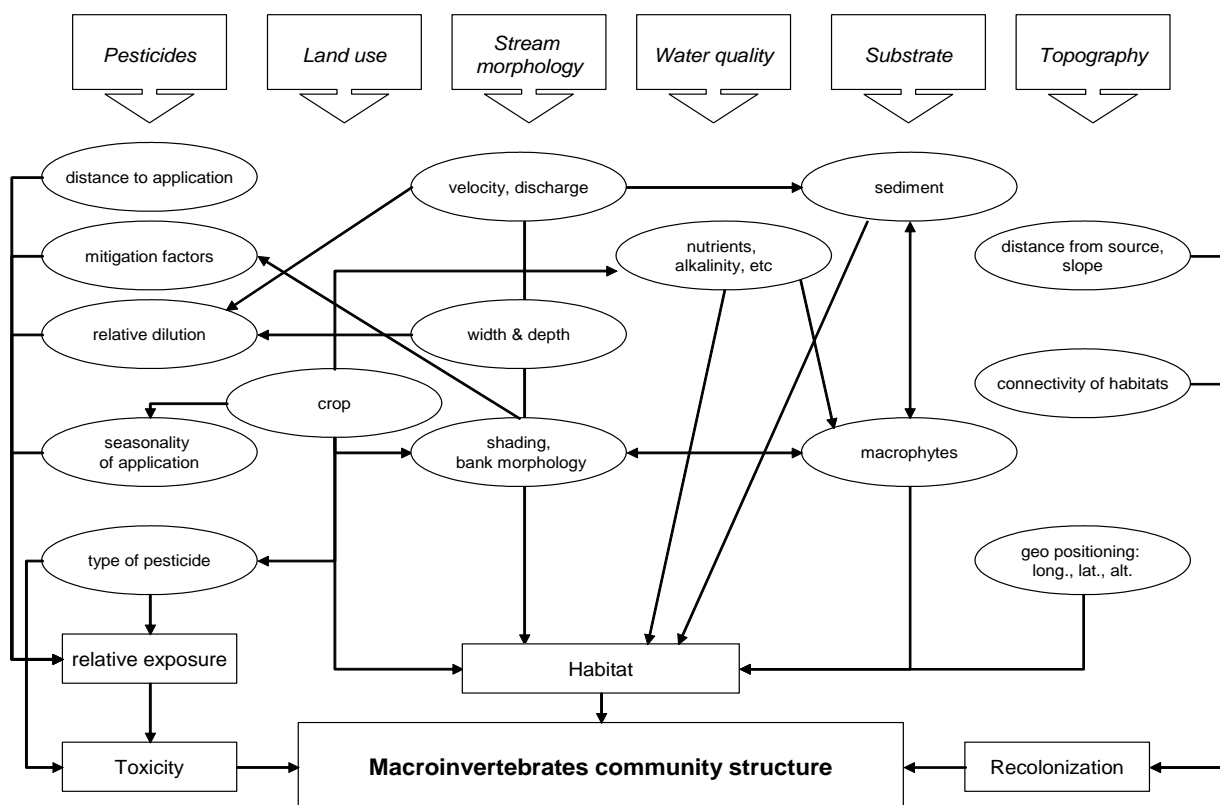 Pesticides
Land use
Stream
morphology
Water quality
Substrate
Topography
distance to application
velocity, discharge
sediment
mitigation factors
nutrients,
alkalinity, etc
distance from source,
slope
relative dilution
width & depth
crop
connectivity of habitats
seasonality
of application
shading,
bank morphology
macrophytes
type of pesticide
geo positioning:
long., lat., alt.
relative exposure
Habitat
Toxicity
Macroinvertebrates community structure
Recolonization